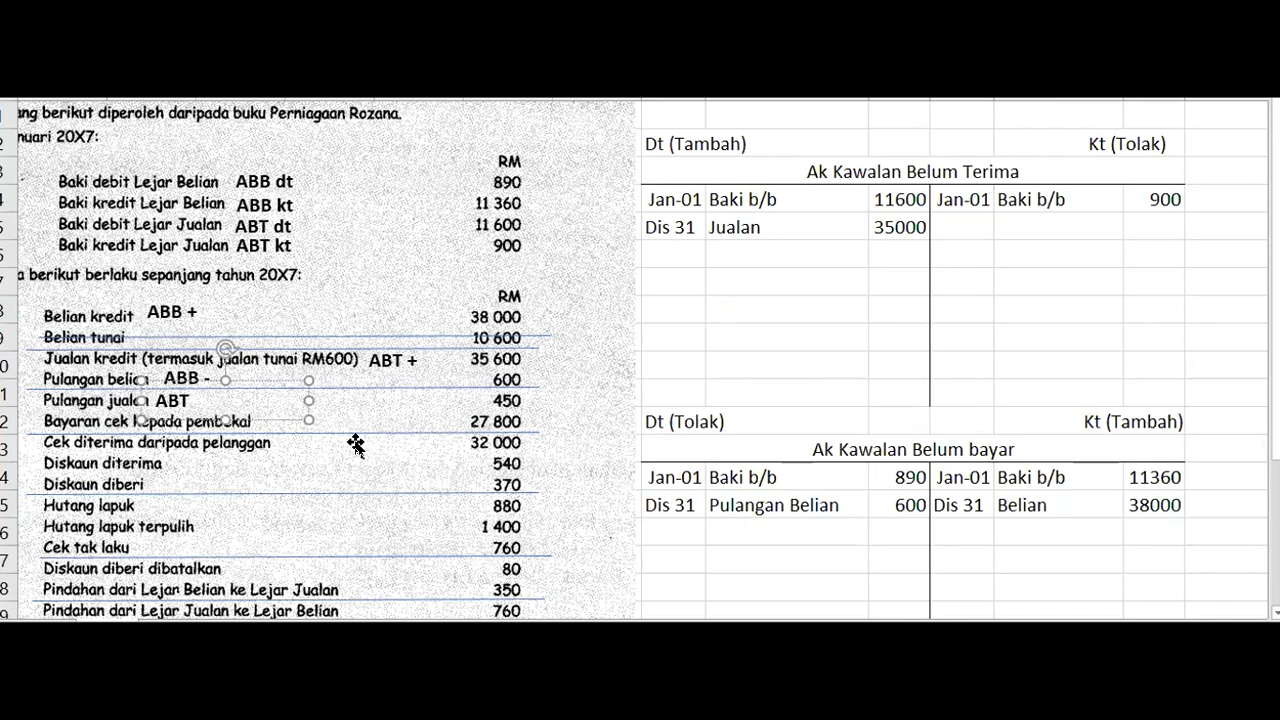 ang berikut diperoleh daripada buku Perniagaan Rozana.
nuari 20X7:
RM
Baki debit Lejar Belian ABB dt 890
Baki kredit Lejar Belian ABB kt 11 360
Baki debit Lejar Jualan ABT dt 11 600
Baki kredit Lejar Jualan ABT kt 900
a berikut berlaku sepanjang tahun 20X7:
RM
Belian kredit ABB + 38 000
Belian tunai 10 600
Jualan kredit (termasuk jualan tunai RM600) ABT + 35 600
Pulangan belian ABB - 600
Pulangan jualan ABT 450
Bayaran cek kepada pembekal 27 800
Cek diterima daripada pelanggan 32 000
Diskaun diterima 540
Diskaun diberi 370
Hutang lapuk 880
Hutang lapuk terpulih 1 400
Cek tak laku 760
Diskaun diberi dibatalkan 80
Pindahan dari Lejar Belian ke Lejar Jualan 350
Pindahan dari Lejar Jualan ke Lejar Belian 760
Dt (Tambah) Kt (Tolak)
Ak Kawalan Belum Terima
Jan-01 Baki b/b 11600 Jan-01 Baki b/b 900
Dis 31 Jualan 35000
Dt (Tolak) Kt (Tambah)
Ak Kawalan Belum bayar
Jan-01 Baki b/b 890 Jan-01 Baki b/b 11360
Dis 31 Pulangan Belian 600 Dis 31 Belian 38000